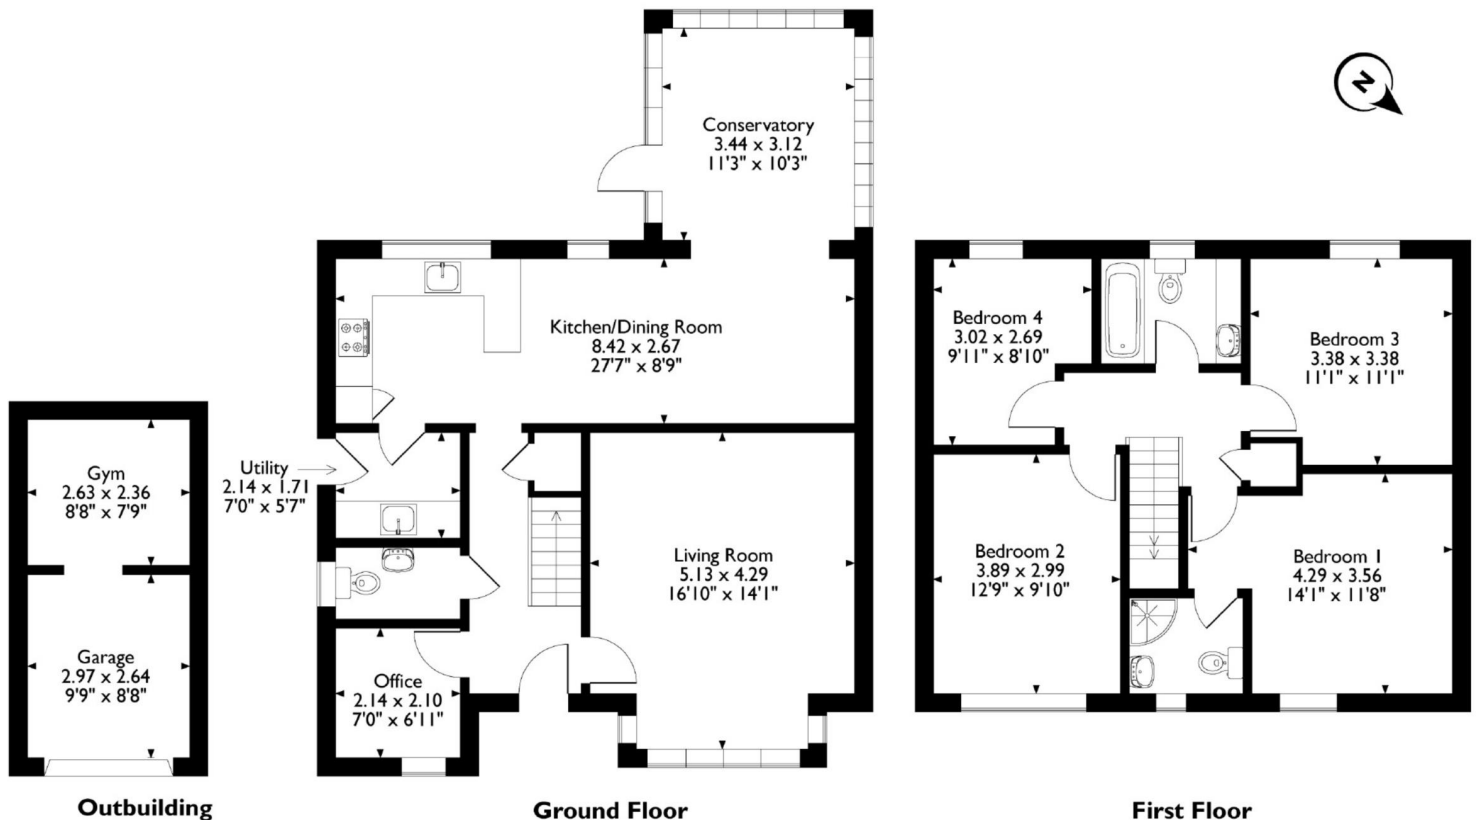 N
Conservatory
3.44 x 3.12
11'3" x 10'3"
Kitchen/Dining Room
8.42 x 2.67
27'7" x 8'9"
Utility
2.14 x 1.71
7'0" x 5'7"
Living Room
5.13 x 4.29
16'10" x 14'1"
Office
2.14 x 2.10
7'0" x 6'11"
Gym
2.63 x 2.36
8'8" x 7'9"
Garage
2.97 x 2.64
9'9" x 8'8"
Bedroom 4
3.02 x 2.69
9'11" x 8'10"
Bedroom 3
3.38 x 3.38
11'1" x 11'1"
Bedroom 2
3.89 x 2.99
12'9" x 9'10"
Bedroom 1
4.29 x 3.56
14'1" x 11'8"
Outbuilding
Ground Floor
First Floor